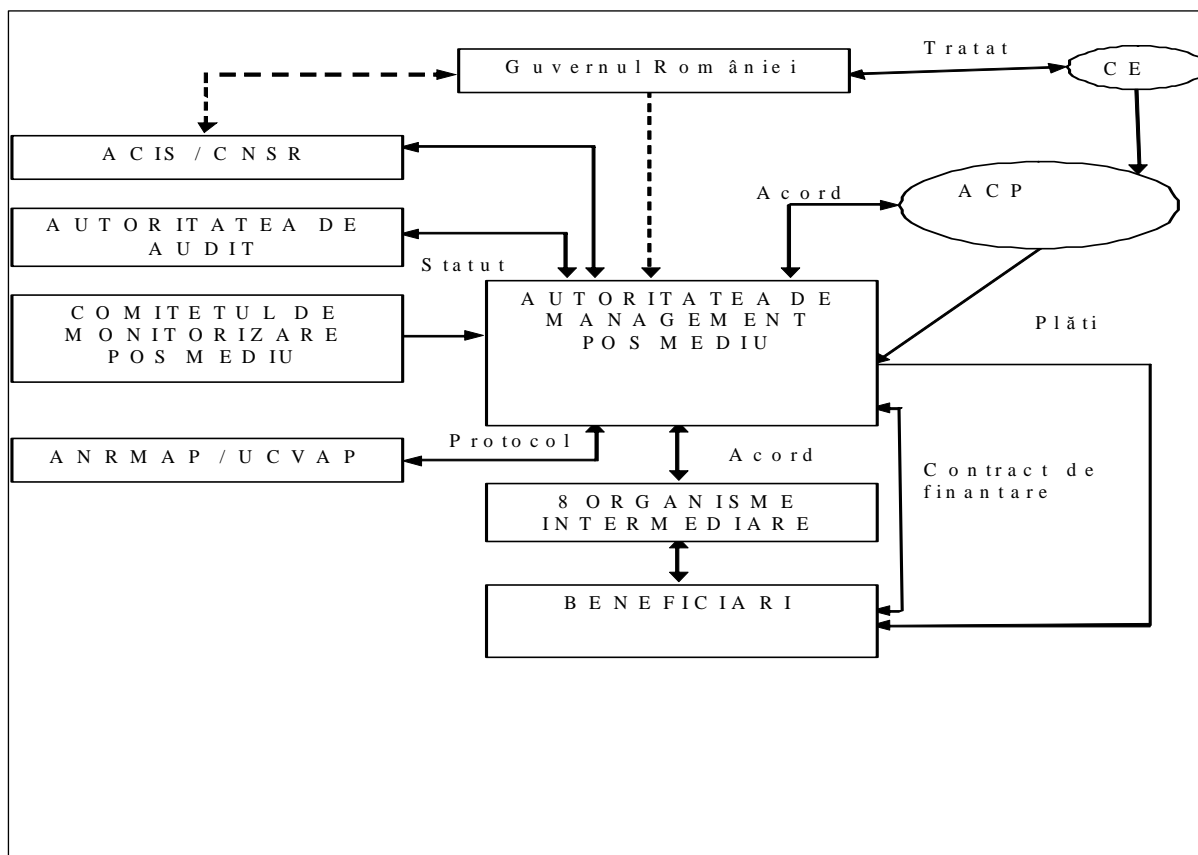 Tratat
Guvernul României
CE
ACIS / CNSR
Acord
ACP
AUTORITATEA DE
AUDIT
Statut
COMITETUL DE
MONITORIZARE
POS MEDIU
AUTORITATEA DE
MANAGEMENT
POS MEDIU
Plăti
ANRMAP / UCVAP
Protocol
Acord
Contract de
finantare
8 ORGANISME
INTERMEDIARE
BENEFICIARI